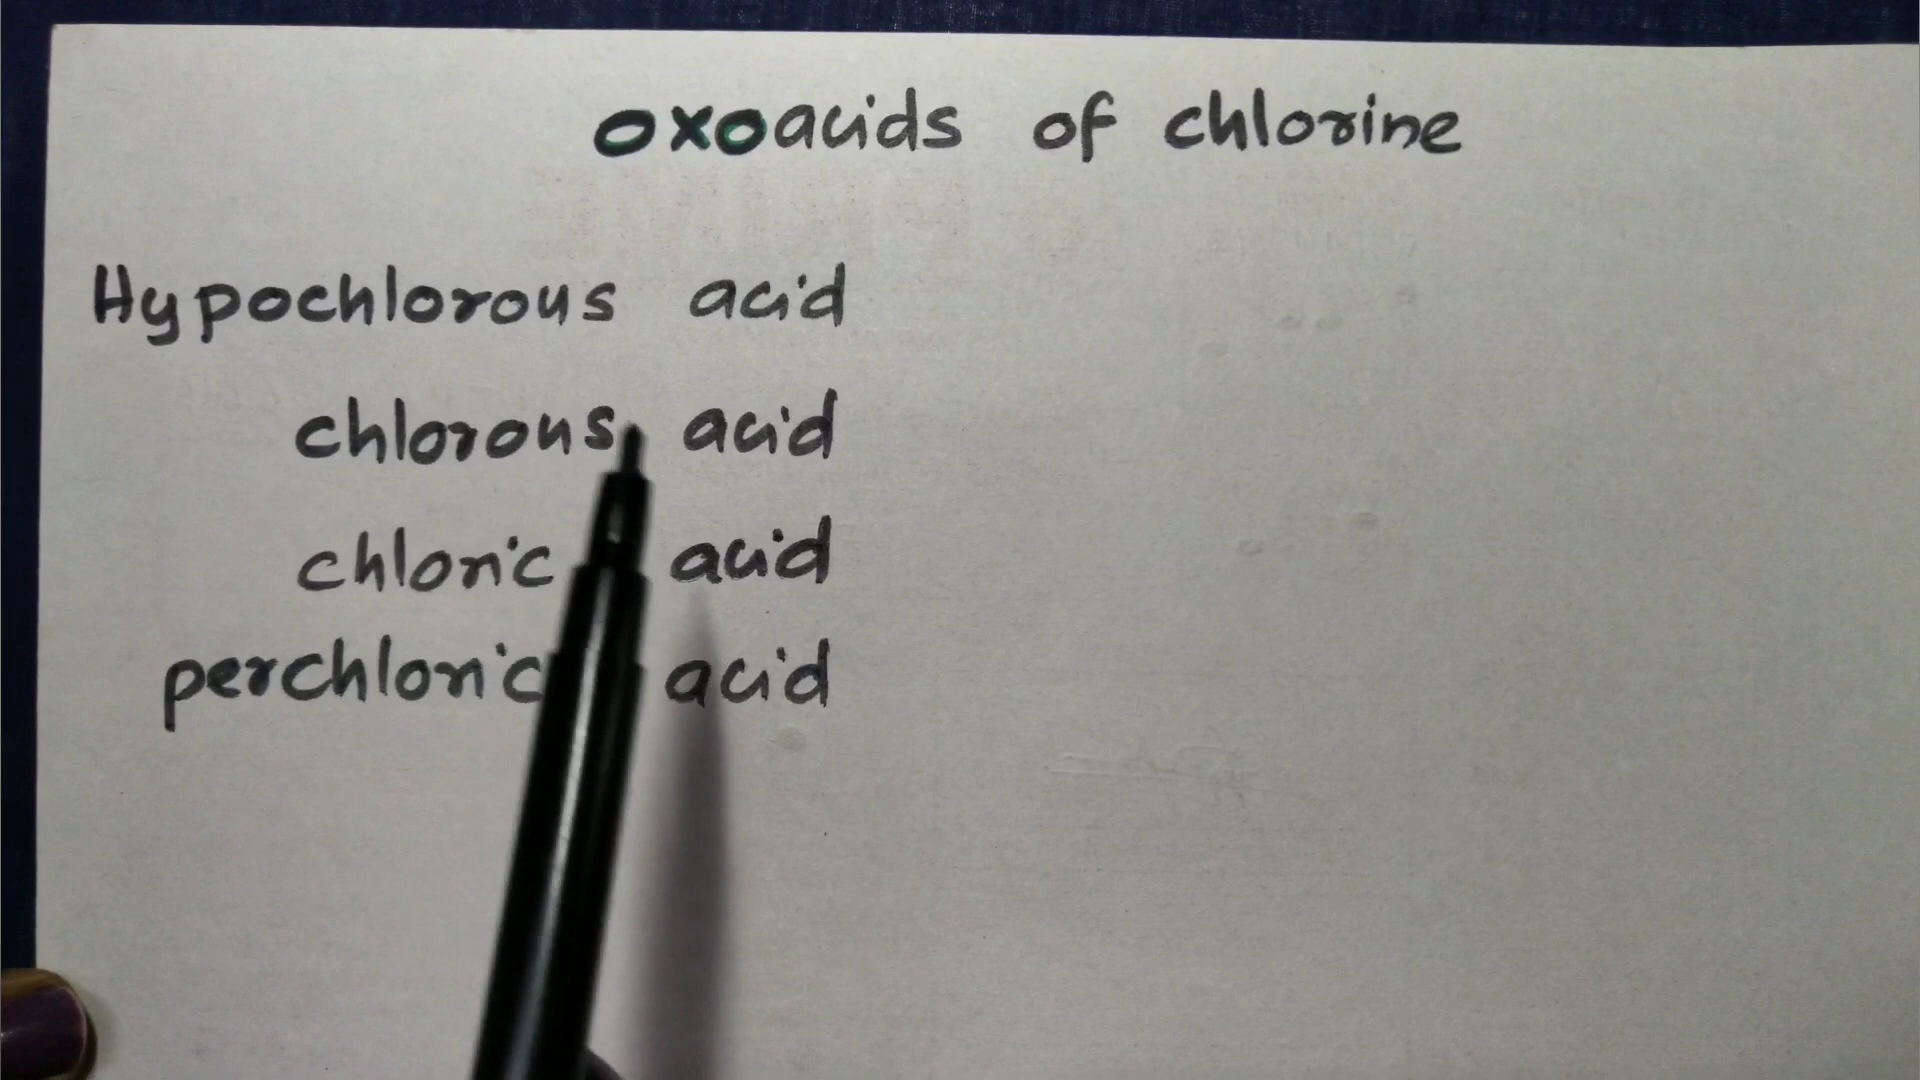 oxoacids of chlorine
Hypochlorous acid
chlorous acid
chloric acid
perchloric acid